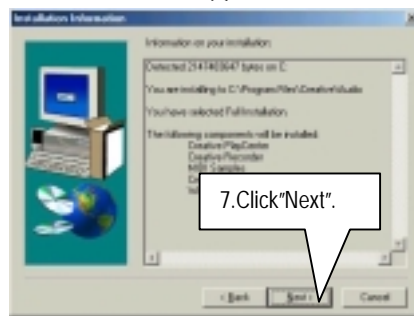 Installation Information
Information on your installation:
Detected 2147483647 bytes on C:
You are installing to C:\Program Files\Creative\Audio
You have selected Full Installation.
The following components will be installed:
Creative PlayCenter
Creative Recorder
MIDI Samples
7.Click"Next".
< Back
Next >
Cancel